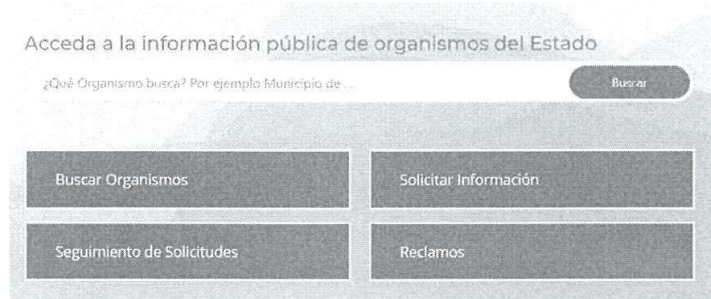 Acceda a la información pública de organismos del Estado
¿Qué Organismo busca? Por ejemplo Municipio de ...
Buscar
Buscar Organismos
Solicitar Información
Seguimiento de Solicitudes
Reclamos